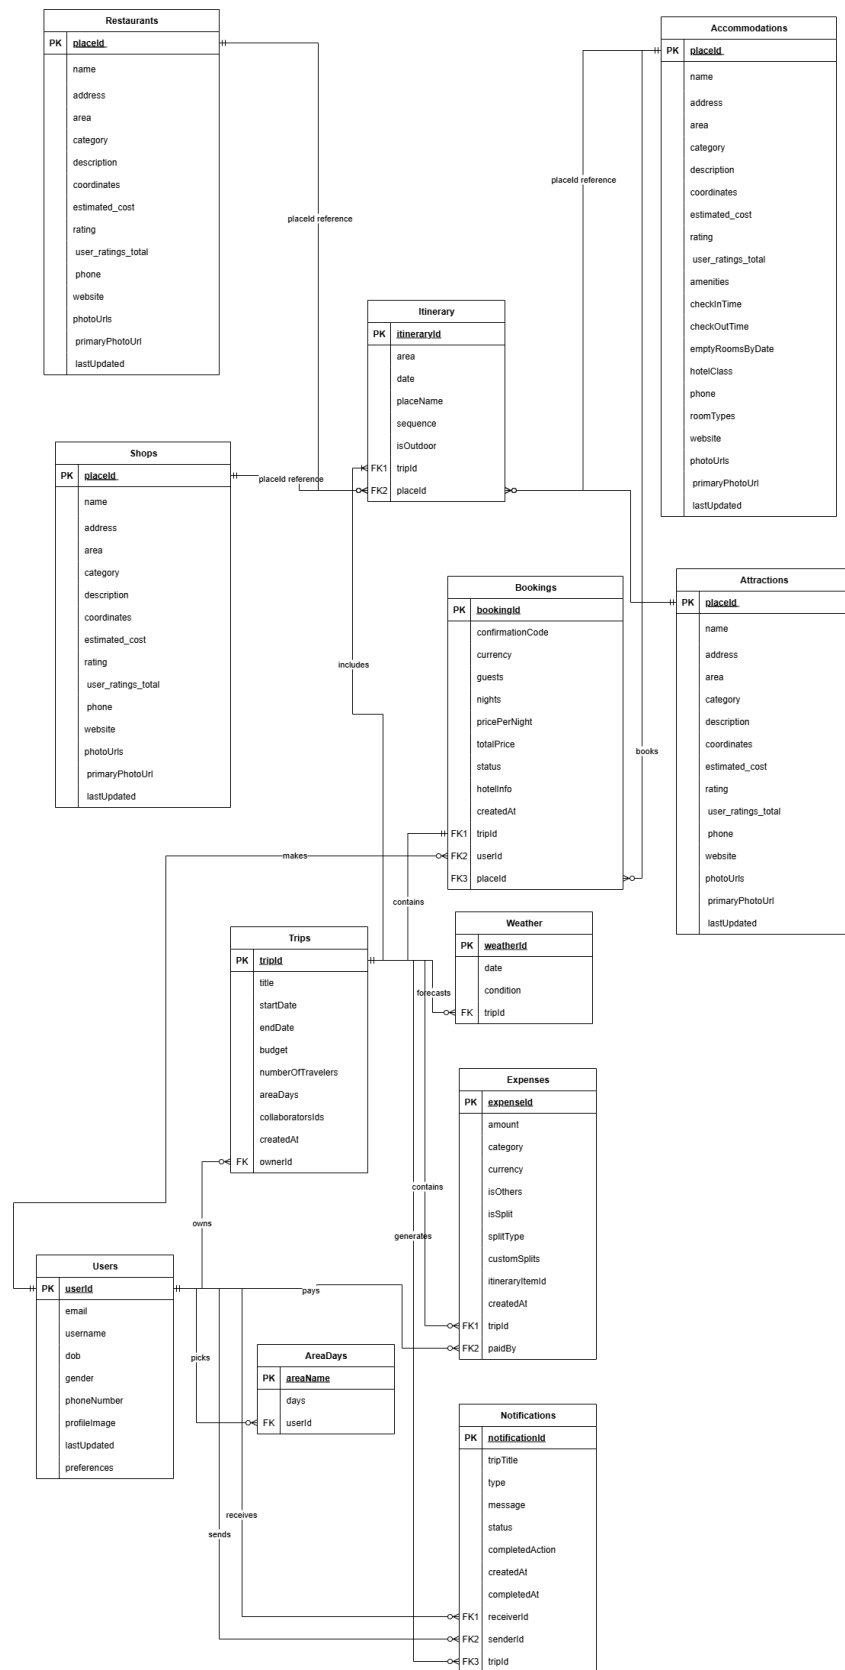 Restaurants
PK placeId
name
address
area
category
description
coordinates
estimated_cost
rating
user_ratings_total
phone
website
photoUrls
primaryPhotoUrl
lastUpdated
Accommodations
PK placeId
name
address
area
category
description
coordinates
estimated_cost
rating
user_ratings_total
amenities
checkInTime
checkOutTime
emptyRoomsByDate
hotelClass
phone
roomTypes
website
photoUrls
primaryPhotoUrl
lastUpdated
placeId reference
placeId reference
Itinerary
PK itineraryId
area
date
placeName
sequence
isOutdoor
FK1 tripId
FK2 placeId
Shops
PK placeId
name
address
area
category
description
coordinates
estimated_cost
rating
user_ratings_total
phone
website
photoUrls
primaryPhotoUrl
lastUpdated
placeId reference
Bookings
PK bookingId
confirmationCode
currency
guests
nights
pricePerNight
totalPrice
status
hotelInfo
createdAt
FK1 tripId
FK2 userId
FK3 placeId
Attractions
PK placeId
name
address
area
category
description
coordinates
estimated_cost
rating
user_ratings_total
phone
website
photoUrls
primaryPhotoUrl
lastUpdated
includes
books
makes
contains
Trips
PK tripId
title
startDate
endDate
budget
numberOfTravelers
areaDays
collaboratorsIds
createdAt
FK ownerId
Weather
PK weatherId
date
condition
FK tripId
forecasts
Expenses
PK expenseId
amount
category
currency
isOthers
isSplit
splitType
customSplits
itineraryItemId
createdAt
FK1 tripId
FK2 paidBy
contains
generates
owns
Users
PK userId
email
username
dob
gender
phoneNumber
profileImage
lastUpdated
preferences
pays
picks
AreaDays
PK areaName
days
FK userId
Notifications
PK notificationId
tripTitle
type
message
status
completedAction
createdAt
completedAt
FK1 receiverId
FK2 senderId
FK3 tripId
receives
sends